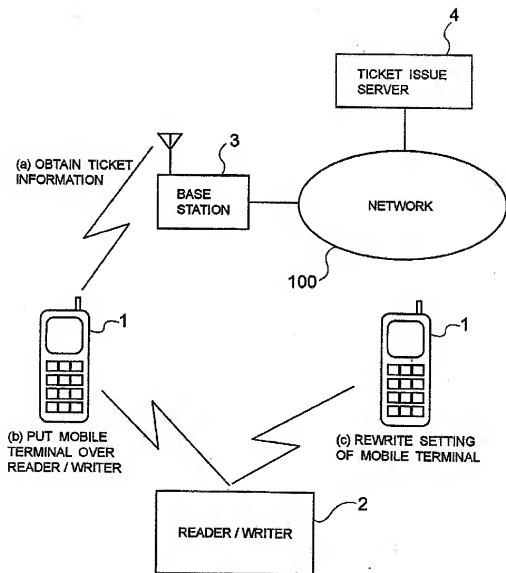 4
TICKET ISSUE
SERVER
3
(a) OBTAIN TICKET
INFORMATION
BASE
STATION
NETWORK
100
1
1
(b) PUT MOBILE
TERMINAL OVER
READER / WRITER
(c) REWRITE SETTING
OF MOBILE TERMINAL
2
READER / WRITER